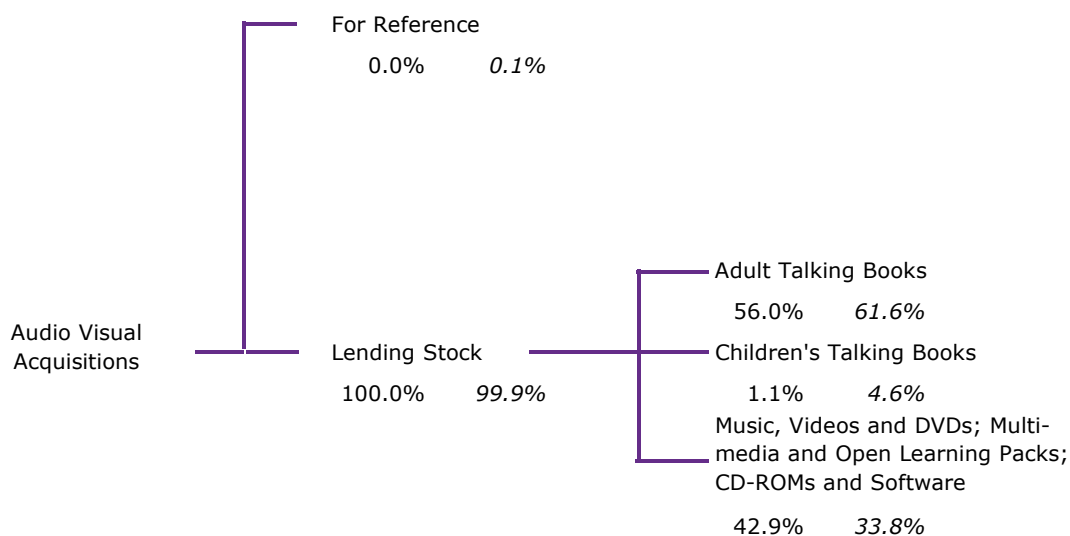 For Reference
0.0% 0.1%
Audio Visual
Acquisitions
Lending Stock
100.0% 99.9%
Adult Talking Books
56.0% 61.6%
Children's Talking Books
1.1% 4.6%
Music, Videos and DVDs; Multi-
media and Open Learning Packs;
CD-ROMs and Software
42.9% 33.8%